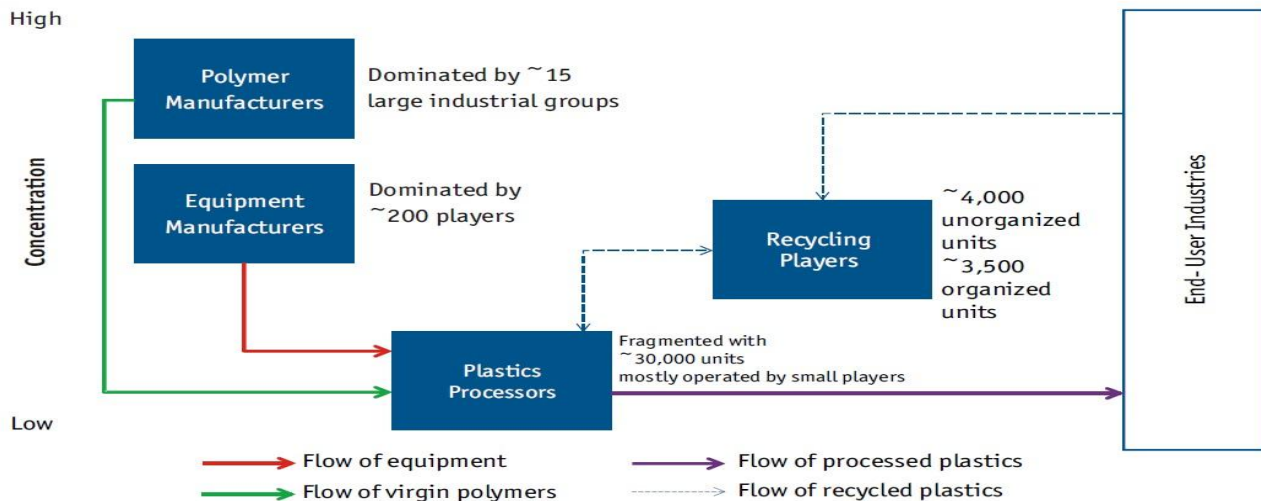 High
Concentration
Low
Polymer
Manufacturers
Dominated by ~15
large industrial groups
Equipment
Manufacturers
Dominated by
~200 players
Recycling
Players
~4,000
unorganized
units
~3,500
organized
units
Plastics
Processors
Fragmented with
~30,000 units
mostly operated by small players
End- User Industries
Flow of equipment
Flow of virgin polymers
Flow of processed plastics
Flow of recycled plastics